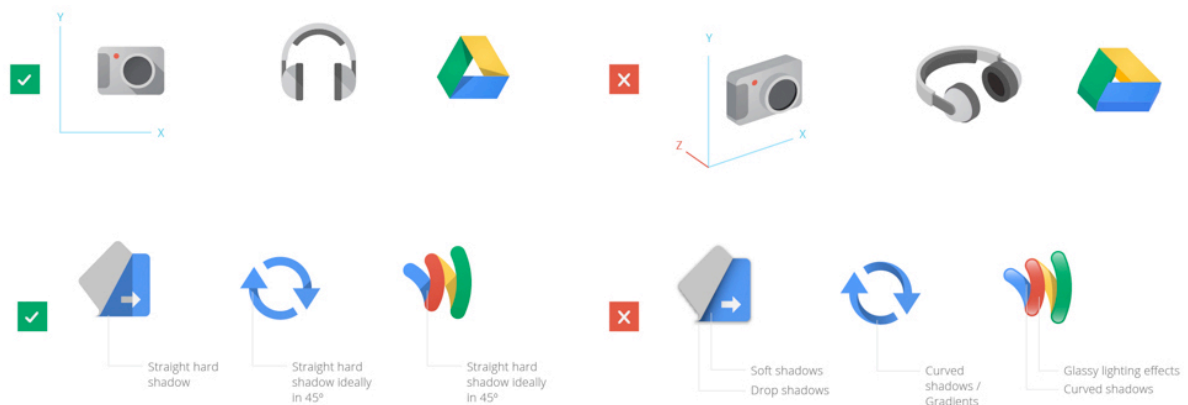 Y
X
Y
X
Z
Straight hard
shadow
Straight hard
shadow ideally
in 45º
Straight hard
shadow ideally
in 45º
Soft shadows
Drop shadows
Curved
shadows /
Gradients
Glassy lighting effects
Curved shadows